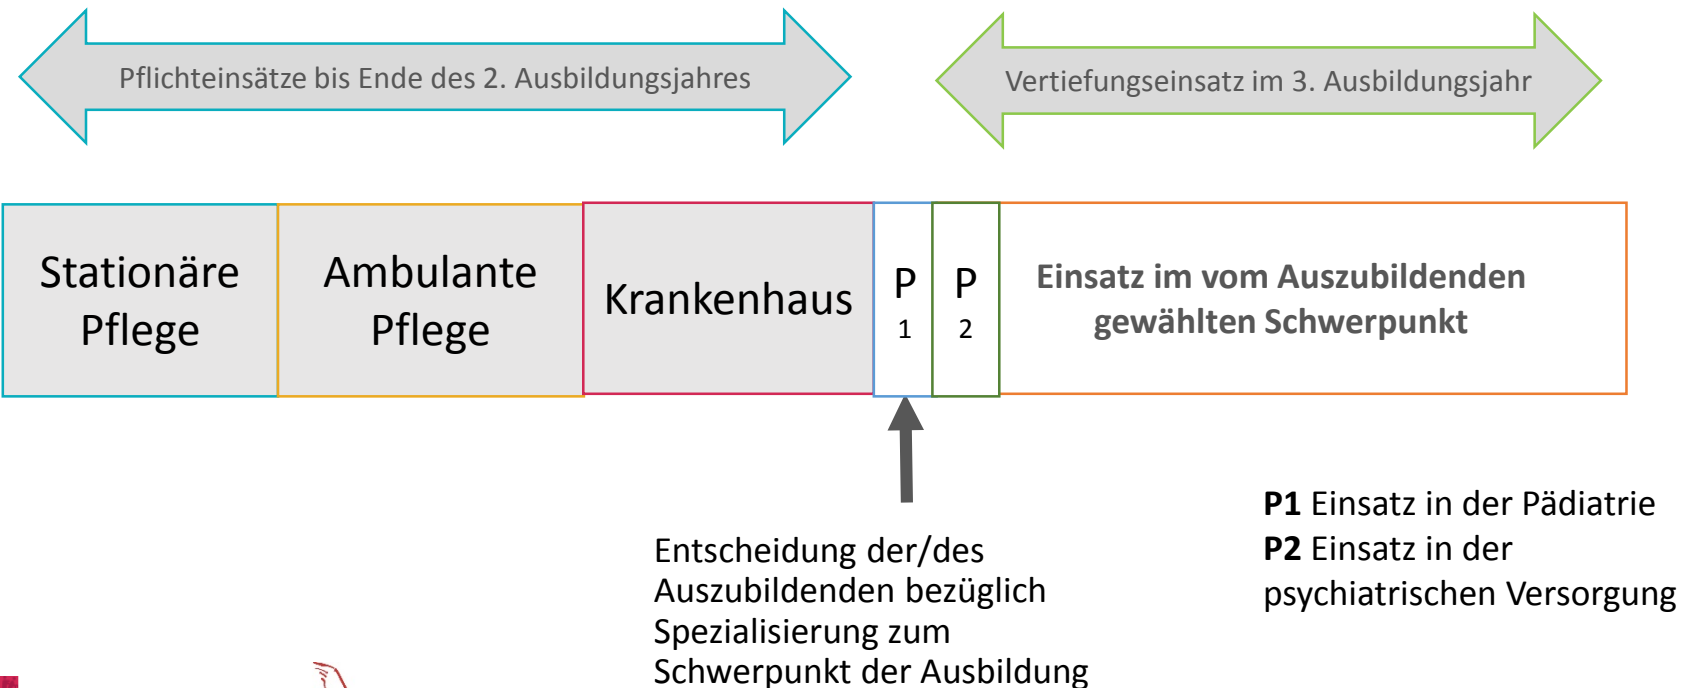 Pflichteinsätze bis Ende des 2. Ausbildungsjahres
Vertiefungseinsatz im 3. Ausbildungsjahr
Stationäre
Pflege
Ambulante
Pflege
Krankenhaus
P
1
P
2
Einsatz im vom Auszubildenden
gewählten Schwerpunkt
Entscheidung der/des
Auszubildenden bezüglich
Spezialisierung zum
Schwerpunkt der Ausbildung
P1 Einsatz in der Pädiatrie
P2 Einsatz in der
psychiatrischen Versorgung